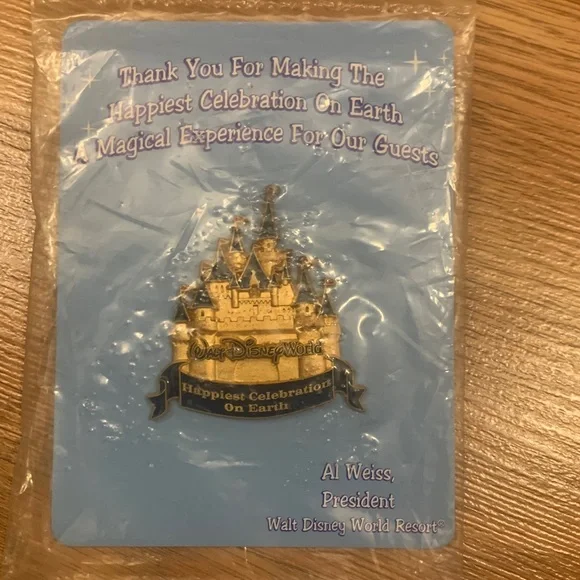 Thank You For Making The
Happiest Celebration On Earth
A Magical Experience For Our Guests
Walt Disney World
Happiest Celebration
On Earth
Al Weiss,
President
Walt Disney World Resort®